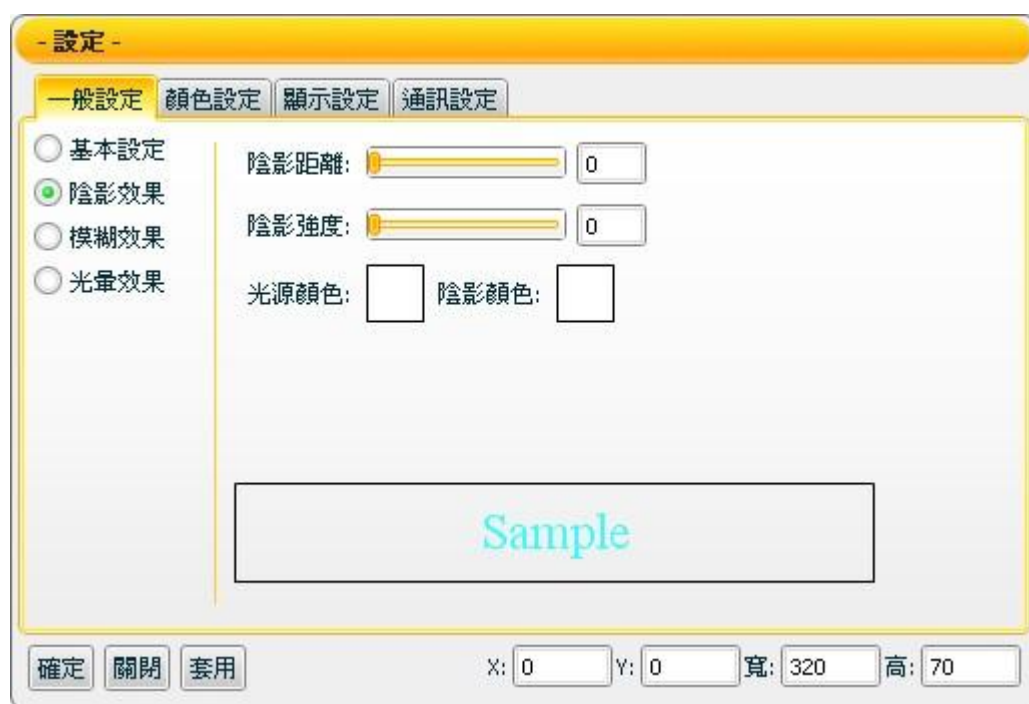 - 設定 -
一般設定 顏色設定 顯示設定 通訊設定
基本設定
陰影效果
模糊效果
光暈效果
陰影距離: 0
陰影強度: 0
光源顏色: 陰影顏色:
Sample
確定 關閉 套用 X: 0 Y: 0 寬: 320 高: 70